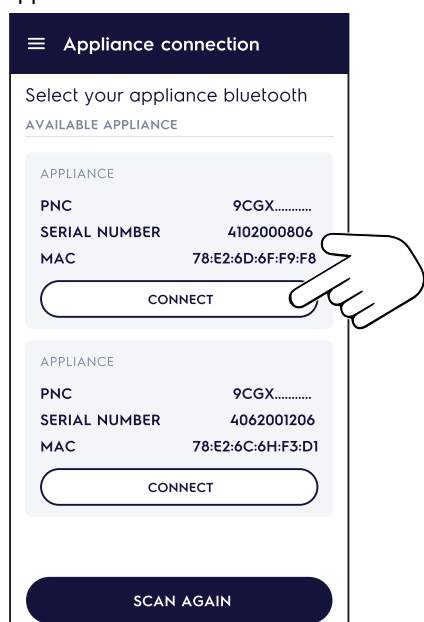 Appliance connection
Select your appliance bluetooth
AVAILABLE APPLIANCE
APPLIANCE
PNC 9CGX...........
SERIAL NUMBER 4102000806
MAC 78:E2:6D:6F:F9:F8
CONNECT
APPLIANCE
PNC 9CGX...........
SERIAL NUMBER 4062001206
MAC 78:E2:6C:6H:F3:D1
CONNECT
SCAN AGAIN